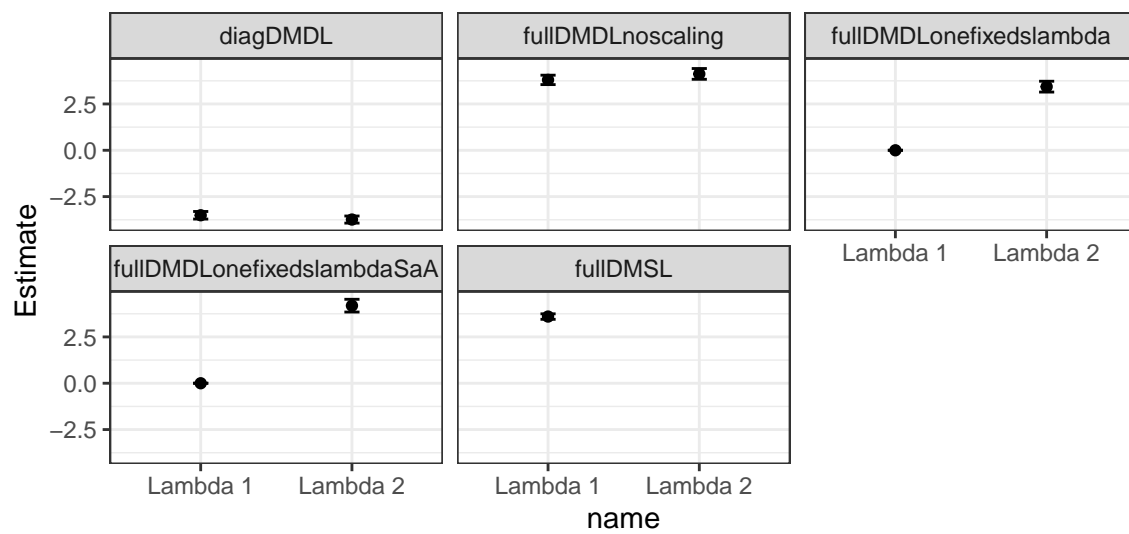 diagDMDL
fullDMDLnoscaling
fullDMDLonefixedslambda
2.5
0.0
−2.5
Lambda 1
Lambda 2
fullDMDLonefixedslambdaSaA
fullDMSL
2.5
0.0
−2.5
Lambda 1
Lambda 2
Lambda 1
Lambda 2
name
Estimate